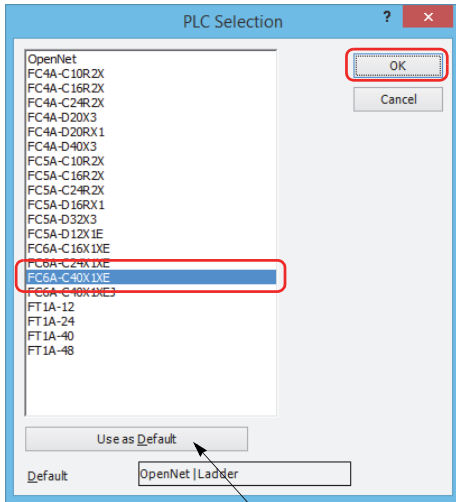 PLC Selection
? ×
OpenNet
FC4A-C10R2X
FC4A-C16R2X
FC4A-C24R2X
FC4A-D20X3
FC4A-D20RX1
FC4A-D40X3
FC5A-C10R2X
FC5A-C16R2X
FC5A-C24R2X
FC5A-D16RX1
FC5A-D32X3
FC5A-D12X1E
FC6A-C16X1XE
FC6A-C24X1XE
FC6A-C40X1XE
FC6A-C40X1XEJ
FT1A-12
FT1A-24
FT1A-40
FT1A-48
OK
Cancel
Use as Default
Default
OpenNet|Ladder